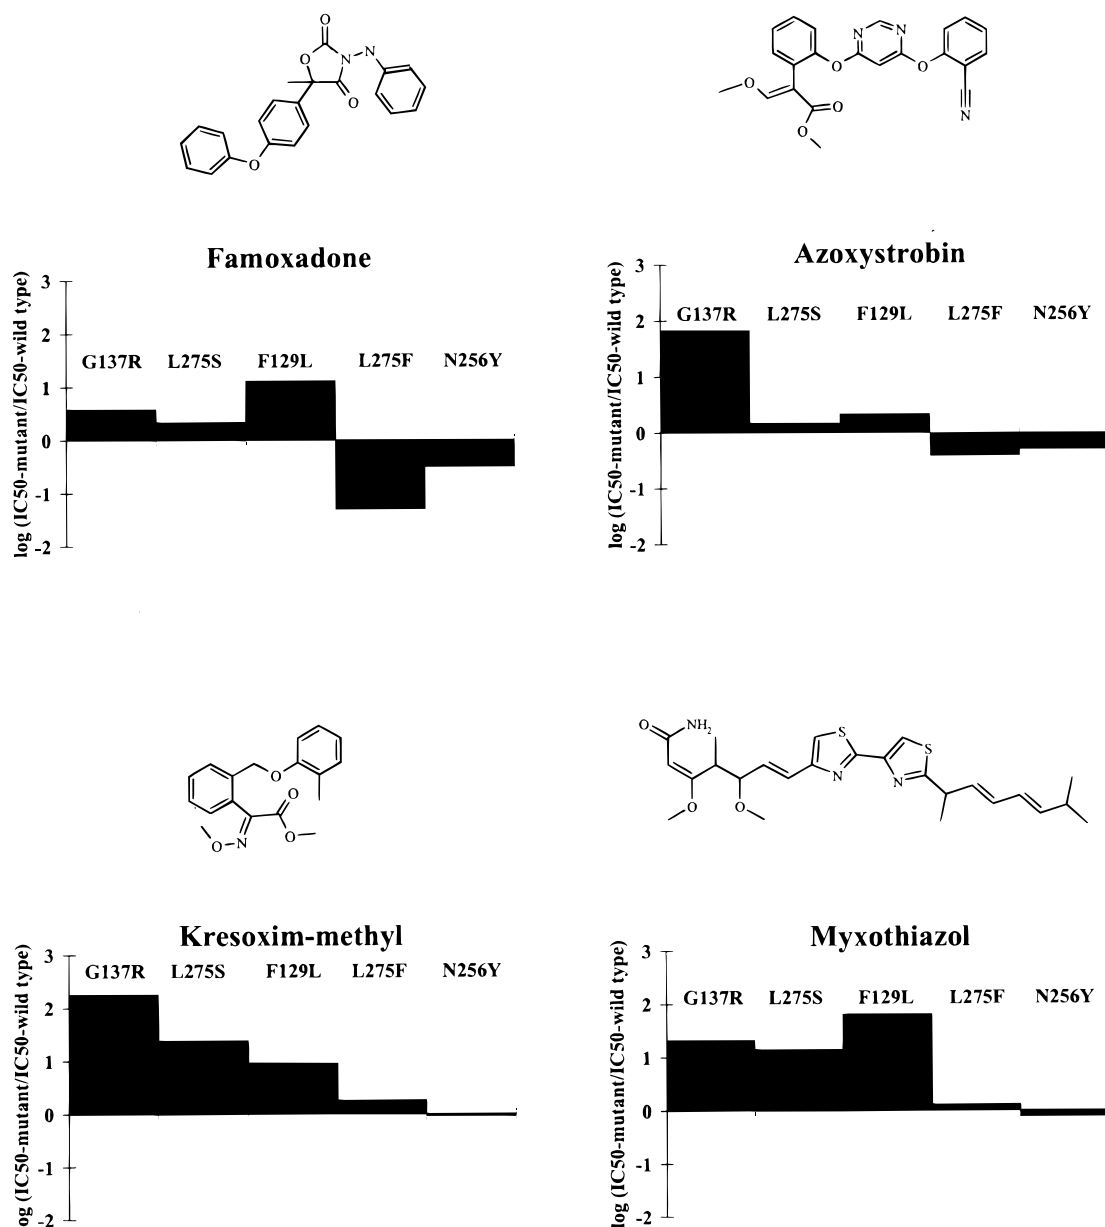 O
O
N
N
O
O
O
N
N
O
O
O
O
O
N
Famoxadone
log (IC50-mutant/IC50-wild type)
3
2
1
0
-1
-2
G137R L275S F129L L275F N256Y
Azoxystrobin
log (IC50-mutant/IC50-wild type)
3
2
1
0
-1
-2
G137R L275S F129L L275F N256Y
O
O
O
O
N
O
NH2
O
O
S
N
N
S
Kresoxim-methyl
og (IC50-mutant/IC50-wild type)
3
2
1
0
-1
-2
G137R L275S F129L L275F N256Y
Myxothiazol
log (IC50-mutant/IC50-wild type)
3
2
1
0
-1
-2
G137R L275S F129L L275F N256Y